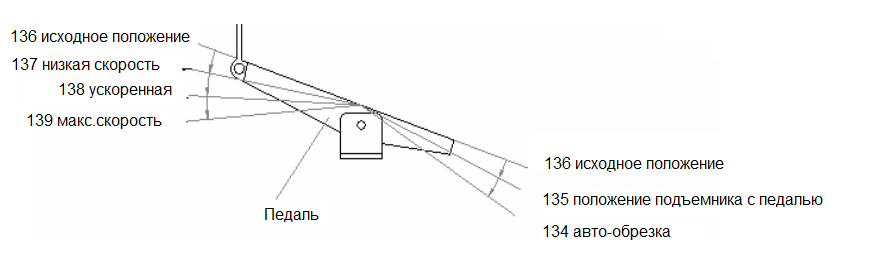 136 исходное положение
137 низкая скорость
138 ускоренная
139 макс.скорость
Педаль
136 исходное положение
135 положение подъемника с педалью
134 авто-обрезка